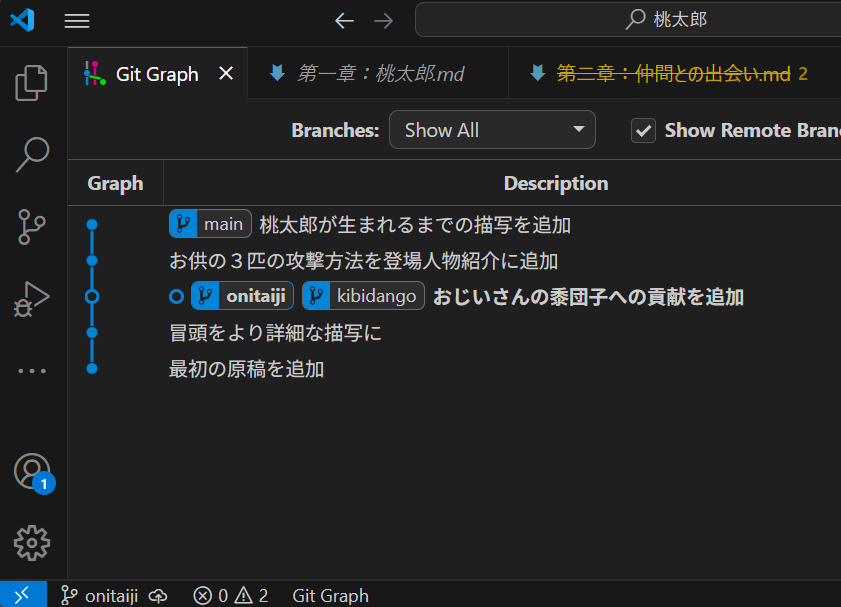 桃太郎
Git Graph 第一章：桃太郎.md 第二章：仲間との出会い.md 2
Branches: Show All Show Remote Bran
Graph Description
main 桃太郎が生まれるまでの描写を追加
お供の３匹の攻撃方法を登場人物紹介に追加
onitaiji kibidango おじいさんの黍団子への貢献を追加
冒頭をより詳細な描写に
最初の原稿を追加
1
onitaiji 0 2 Git Graph